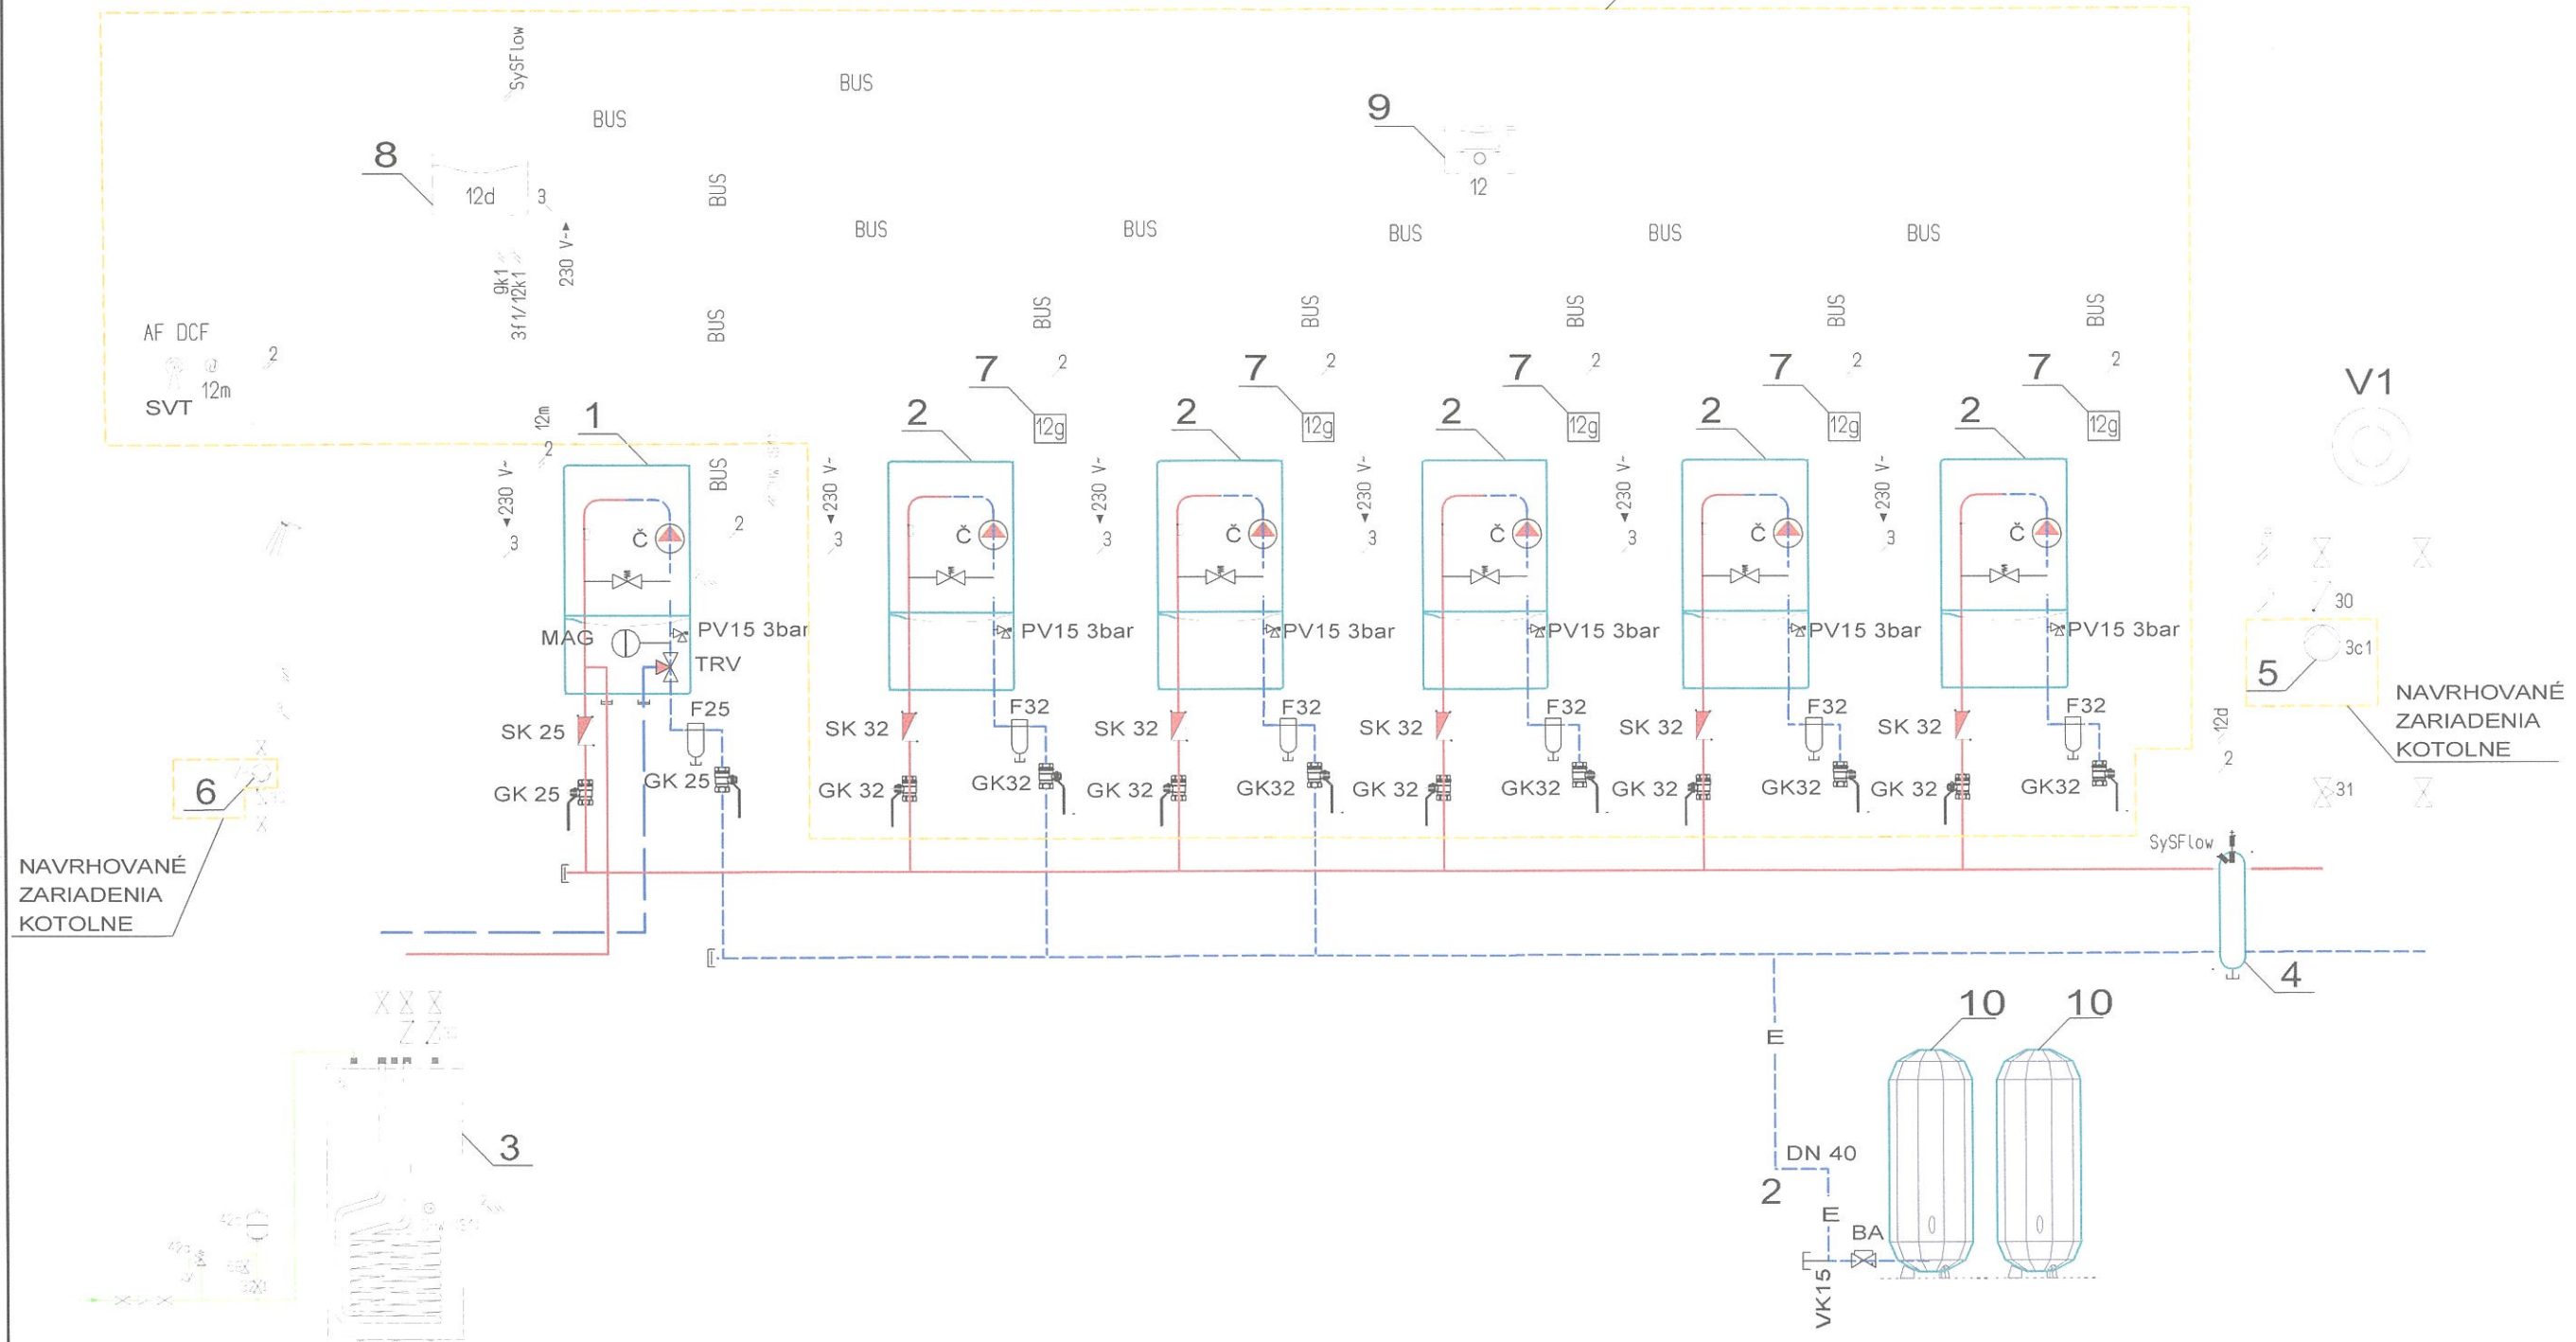 SySFlow
BUS
BUS
9
8
12d
3
BUS
12
230 V~
BUS
BUS
BUS
BUS
BUS
9k1
3f1/12k1
BUS
BUS
BUS
BUS
BUS
BUS
AF DCF
2
12m
SVT
7
2
7
2
7
2
7
2
7
2
V1
12m
2
1
2
12g
2
12g
2
12g
2
12g
2
12g
230 V~
3
BUS
2
230 V~
3
230 V~
3
230 V~
3
230 V~
3
230 V~
3
Č
Č
Č
Č
Č
Č
30
MAG
PV15 3bar
PV15 3bar
PV15 3bar
PV15 3bar
PV15 3bar
PV15 3bar
TRV
3c1
5
NAVRHOVANÉ
ZARIADENIA
KOTOLNE
F25
F32
F32
F32
F32
F32
SK 25
SK 32
SK 32
SK 32
SK 32
SK 32
12d
2
6
GK 25
GK 25
GK 32
GK32
GK 32
GK32
GK 32
GK32
GK 32
GK32
GK 32
GK32
31
SySFlow
NAVRHOVANÉ
ZARIADENIA
KOTOLNE
4
10
10
E
3
DN 40
2
E
BA
VK15